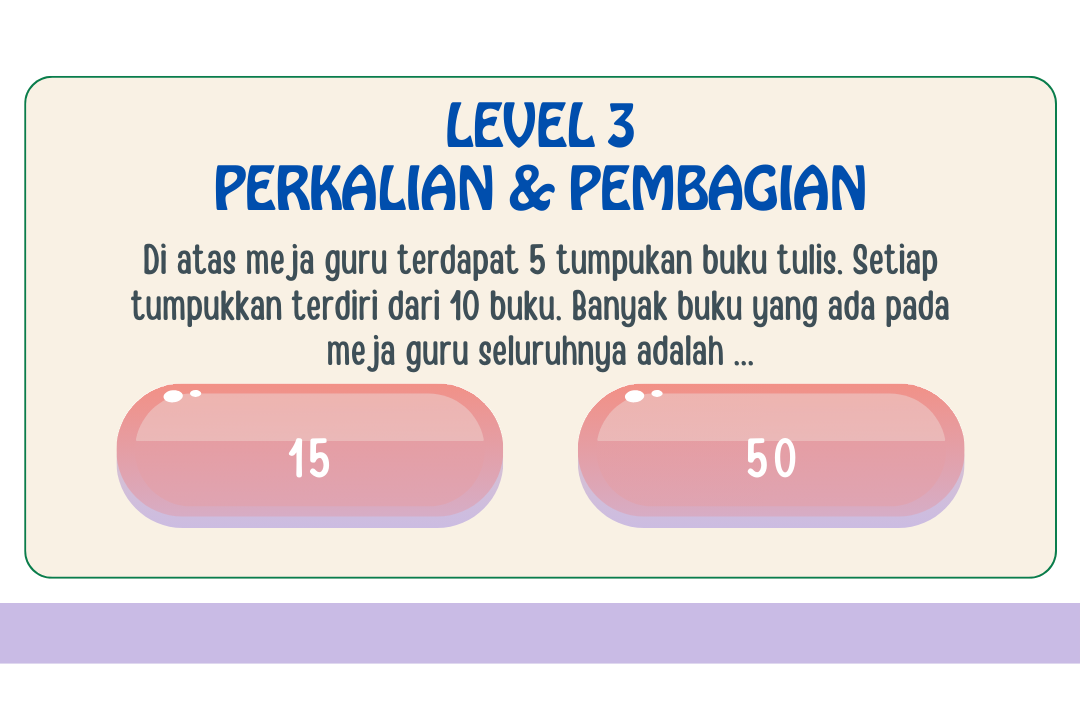 LEVEL 3
PERKALIAN & PEMBAGIAN
Di atas meja guru terdapat 5 tumpukan buku tulis. Setiap
tumpukkan terdiri dari 10 buku. Banyak buku yang ada pada
meja guru seluruhnya adalah ...
15
50